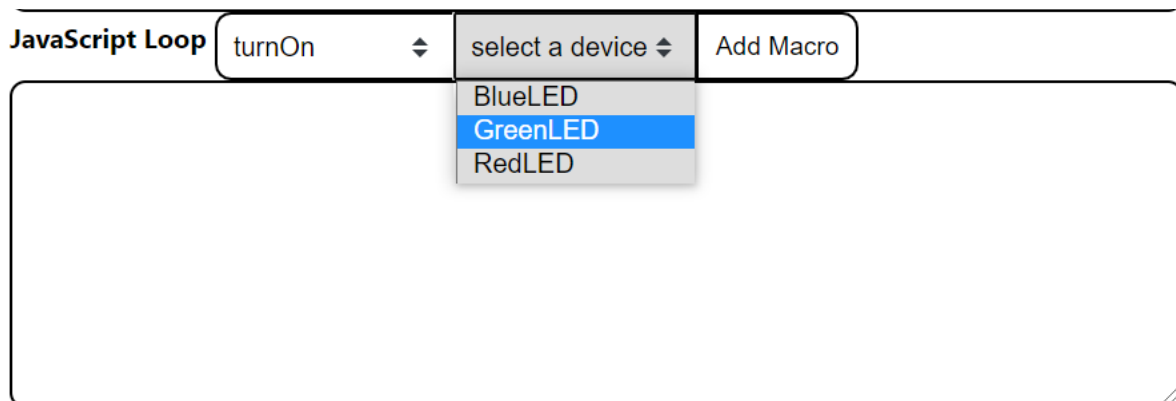 JavaScript Loop turnOn select a device Add Macro
BlueLED
GreenLED
RedLED